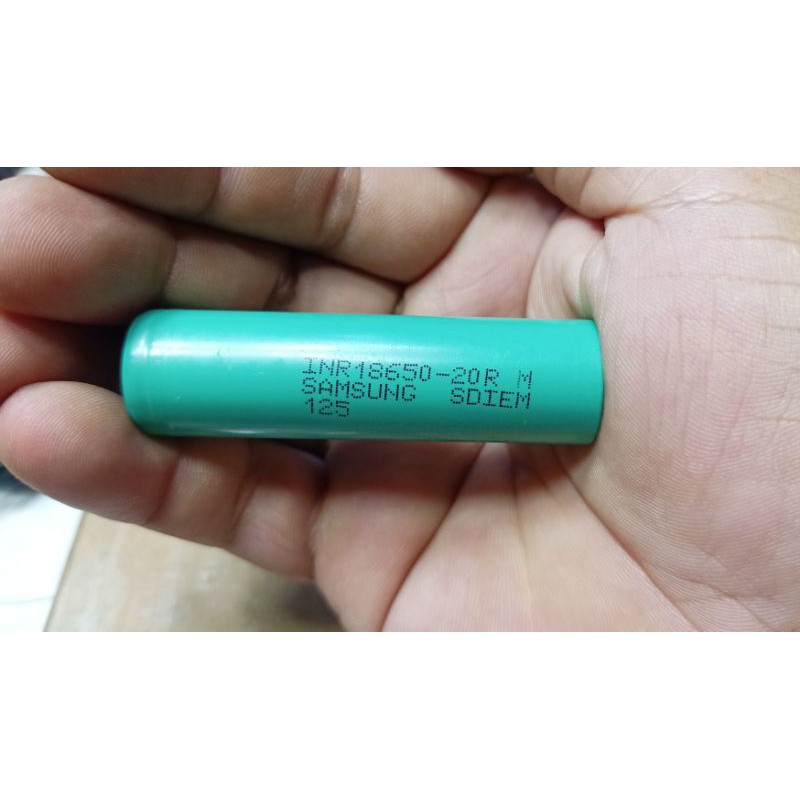 INR18650-20R M
SAMSUNG SDIEM
125